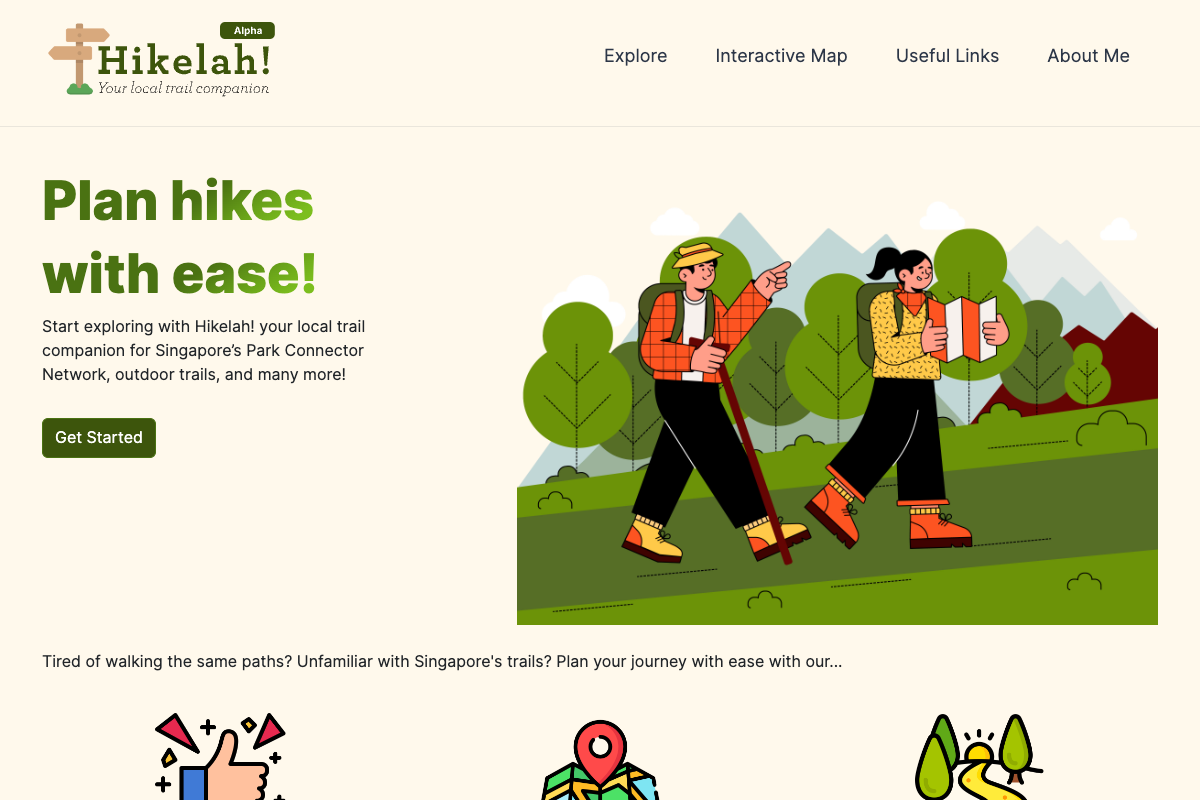 Alpha
Hikelah!
Your local trail companion
Explore
Interactive Map
Useful Links
About Me
Plan hikes
with ease!
Start exploring with Hikelah! your local trail
companion for Singapore’s Park Connector
Network, outdoor trails, and many more!
Get Started
Tired of walking the same paths? Unfamiliar with Singapore's trails? Plan your journey with ease with our...